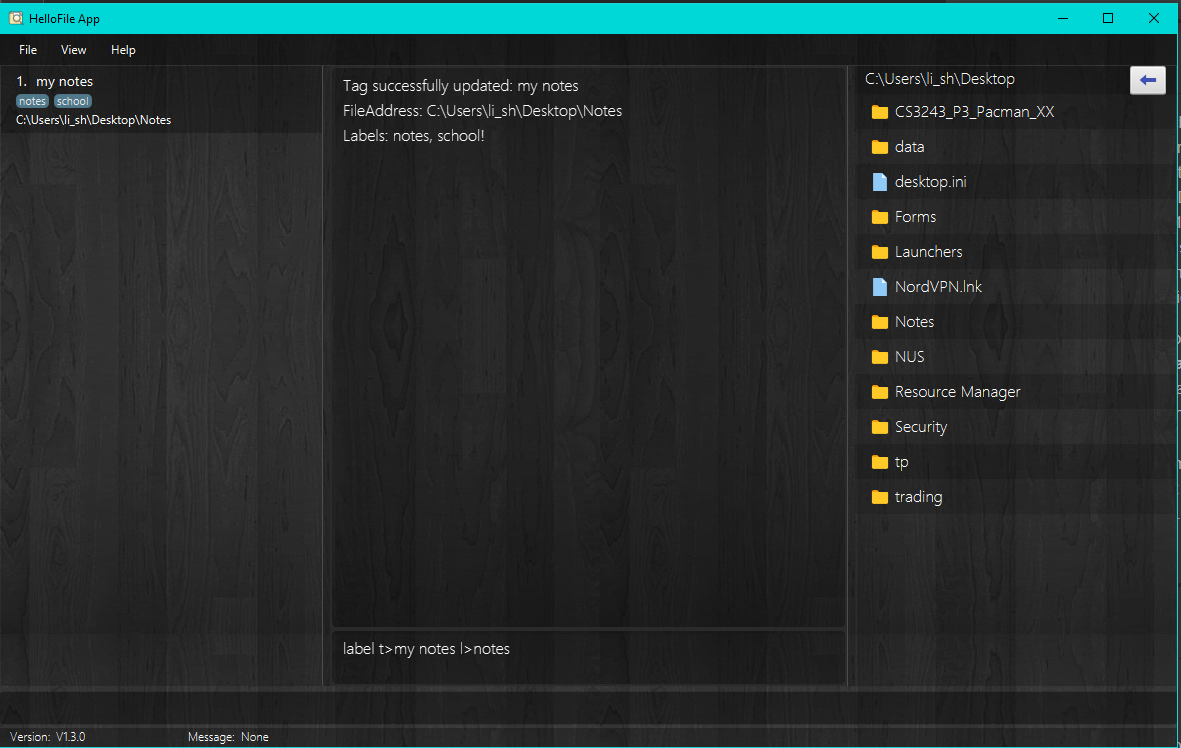 HelloFile App
File View Help
1. my notes
notes school
C:\Users\li_sh\Desktop\Notes
Tag successfully updated: my notes
FileAddress: C:\Users\li_sh\Desktop\Notes
Labels: notes, school!
label t>my notes l>notes
C:\Users\li_sh\Desktop
CS3243_P3_Pacman_XX
data
desktop.ini
Forms
Launchers
NordVPN.lnk
Notes
NUS
Resource Manager
Security
tp
trading
Version: V1.3.0 Message: None